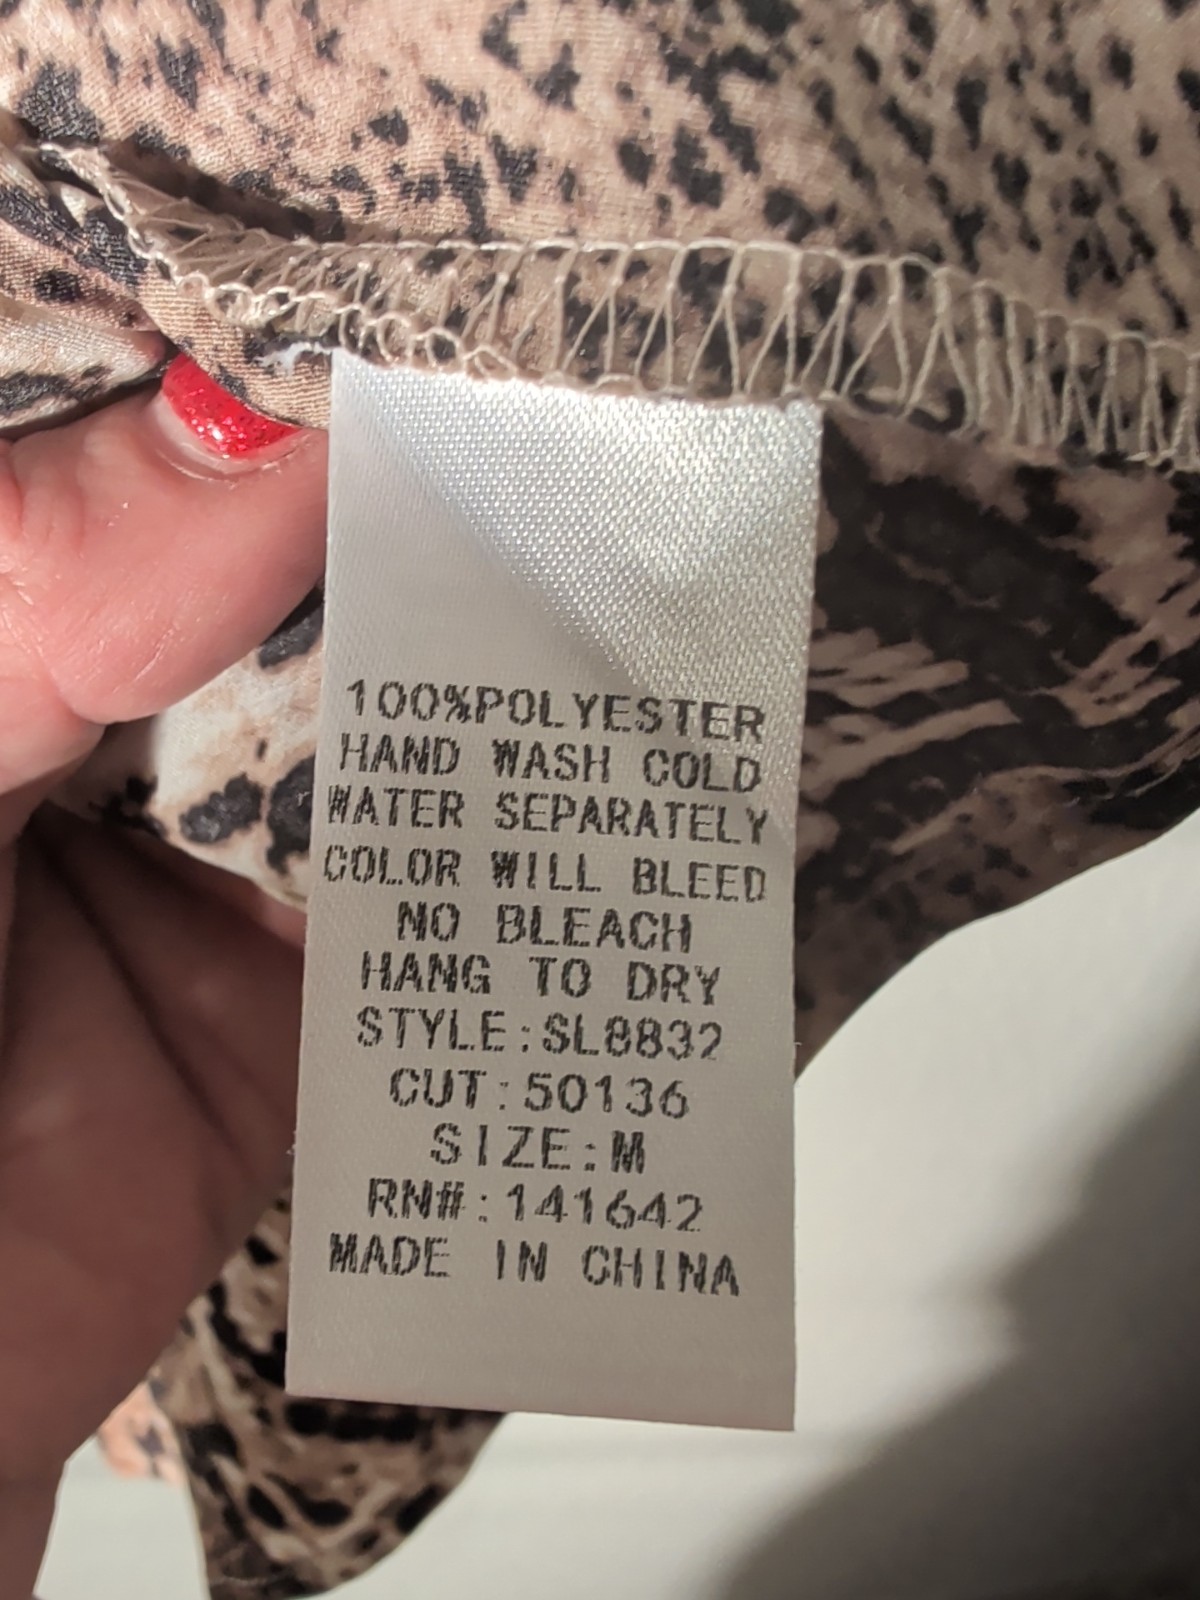 100%POLYESTER
HAND WASH COLD
WATER SEPARATELY
COLOR WILL BLEED
NO BLEACH
HANG TO DRY
STYLE:SL8832
CUT:50136
SIZE:M
RN#:141642
MADE IN CHINA